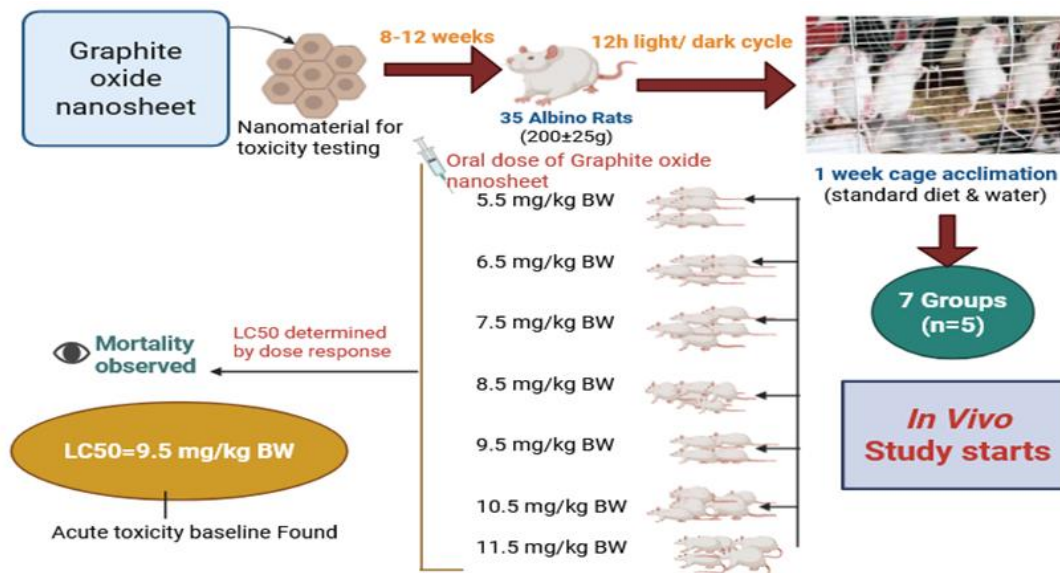 Graphite
oxide
nanosheet
Nanomaterial for
toxicity testing
8-12 weeks
35 Albino Rats
(200±25g)
12h light/ dark cycle
1 week cage acclimation
(standard diet & water)
7 Groups
(n=5)
In Vivo
Study starts
Oral dose of Graphite oxide
nanosheet
5.5 mg/kg BW
6.5 mg/kg BW
7.5 mg/kg BW
8.5 mg/kg BW
9.5 mg/kg BW
10.5 mg/kg BW
11.5 mg/kg BW
LC50 determined
by dose response
Mortality
observed
LC50=9.5 mg/kg BW
Acute toxicity baseline Found